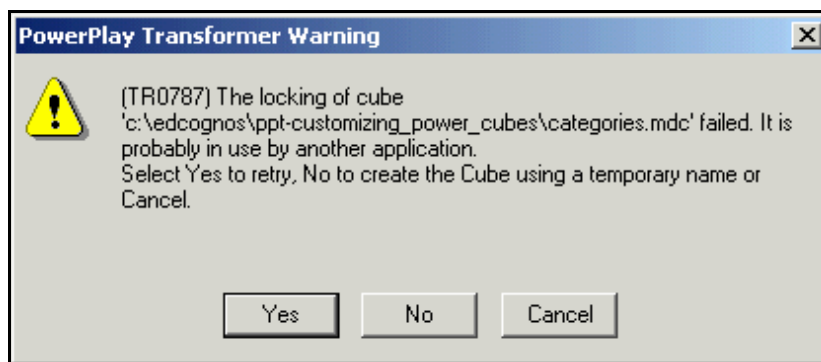 PowerPlay Transformer Warning
(TR0787) The locking of cube
'c:\edcognos\ppt-customizing_power_cubes\categories.mdc' failed. It is
probably in use by another application.
Select Yes to retry, No to create the Cube using a temporary name or
Cancel.
Yes No Cancel